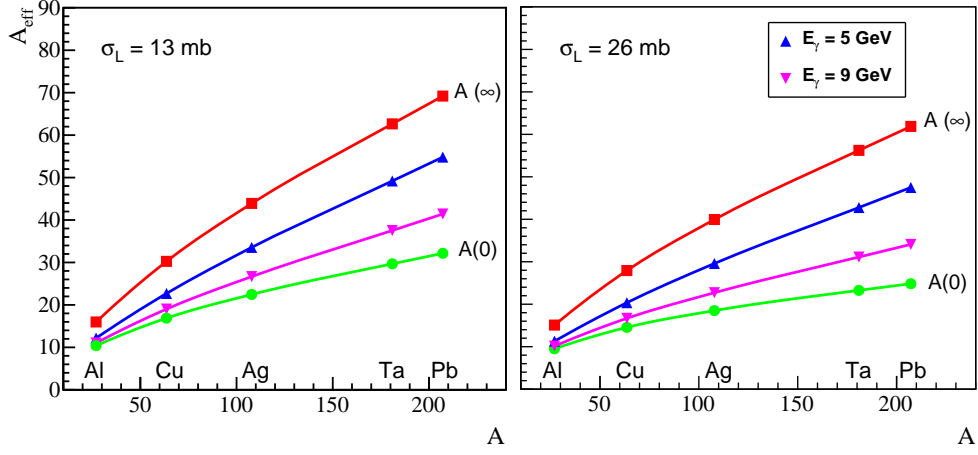 A_eff
90
80
70
60
50
40
30
20
10
0
σ_L = 13 mb
A (∞)
A(0)
Al Cu Ag Ta Pb
50 100 150 200
A
σ_L = 26 mb
E_γ = 5 GeV
E_γ = 9 GeV
A (∞)
A(0)
Al Cu Ag Ta Pb
50 100 150 200
A